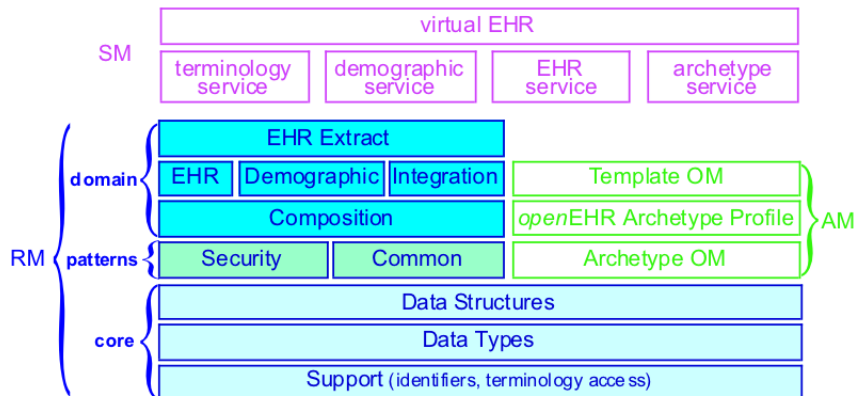 virtual EHR
SM
terminology service
demographic service
EHR service
archetype service
EHR Extract
domain
EHR
Demographic
Integration
Template OM
Composition
openEHR Archetype Profile
AM
RM
patterns
Security
Common
Archetype OM
Data Structures
core
Data Types
Support (identifiers, terminology access)